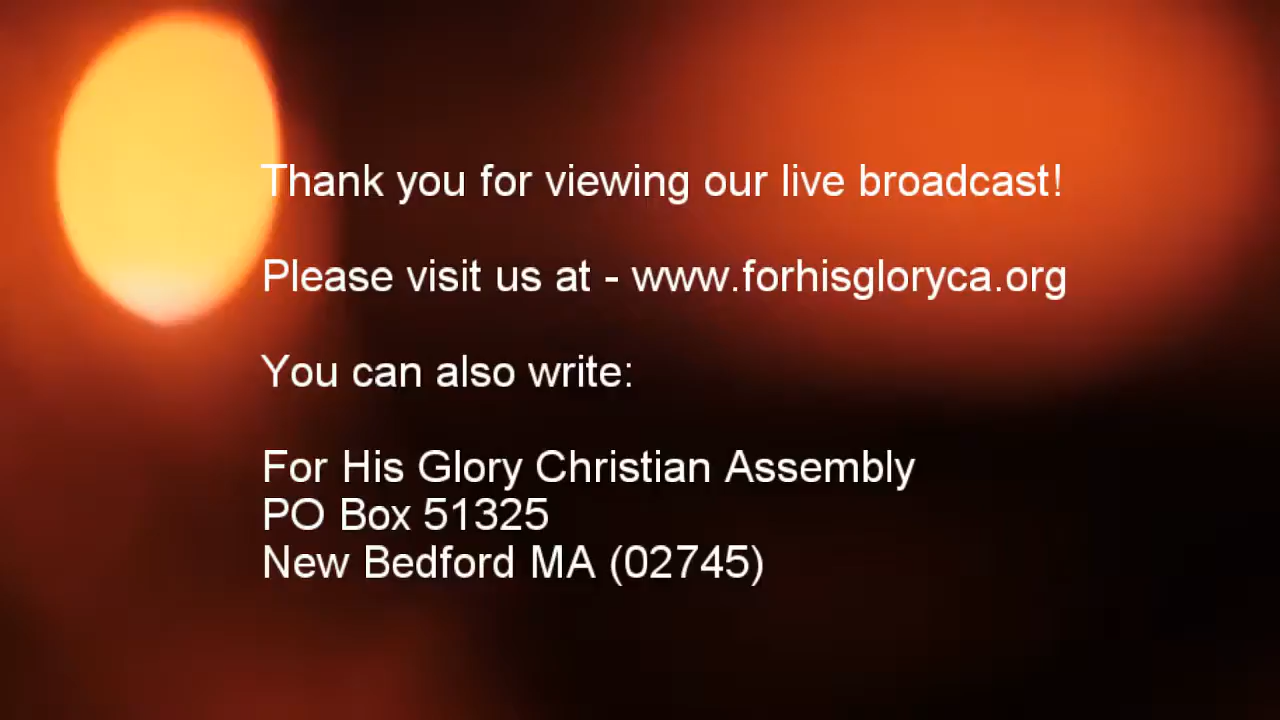 Thank you for viewing our live broadcast!
Please visit us at - www.forhisgloryca.org
You can also write:
For His Glory Christian Assembly
PO Box 51325
New Bedford MA (02745)